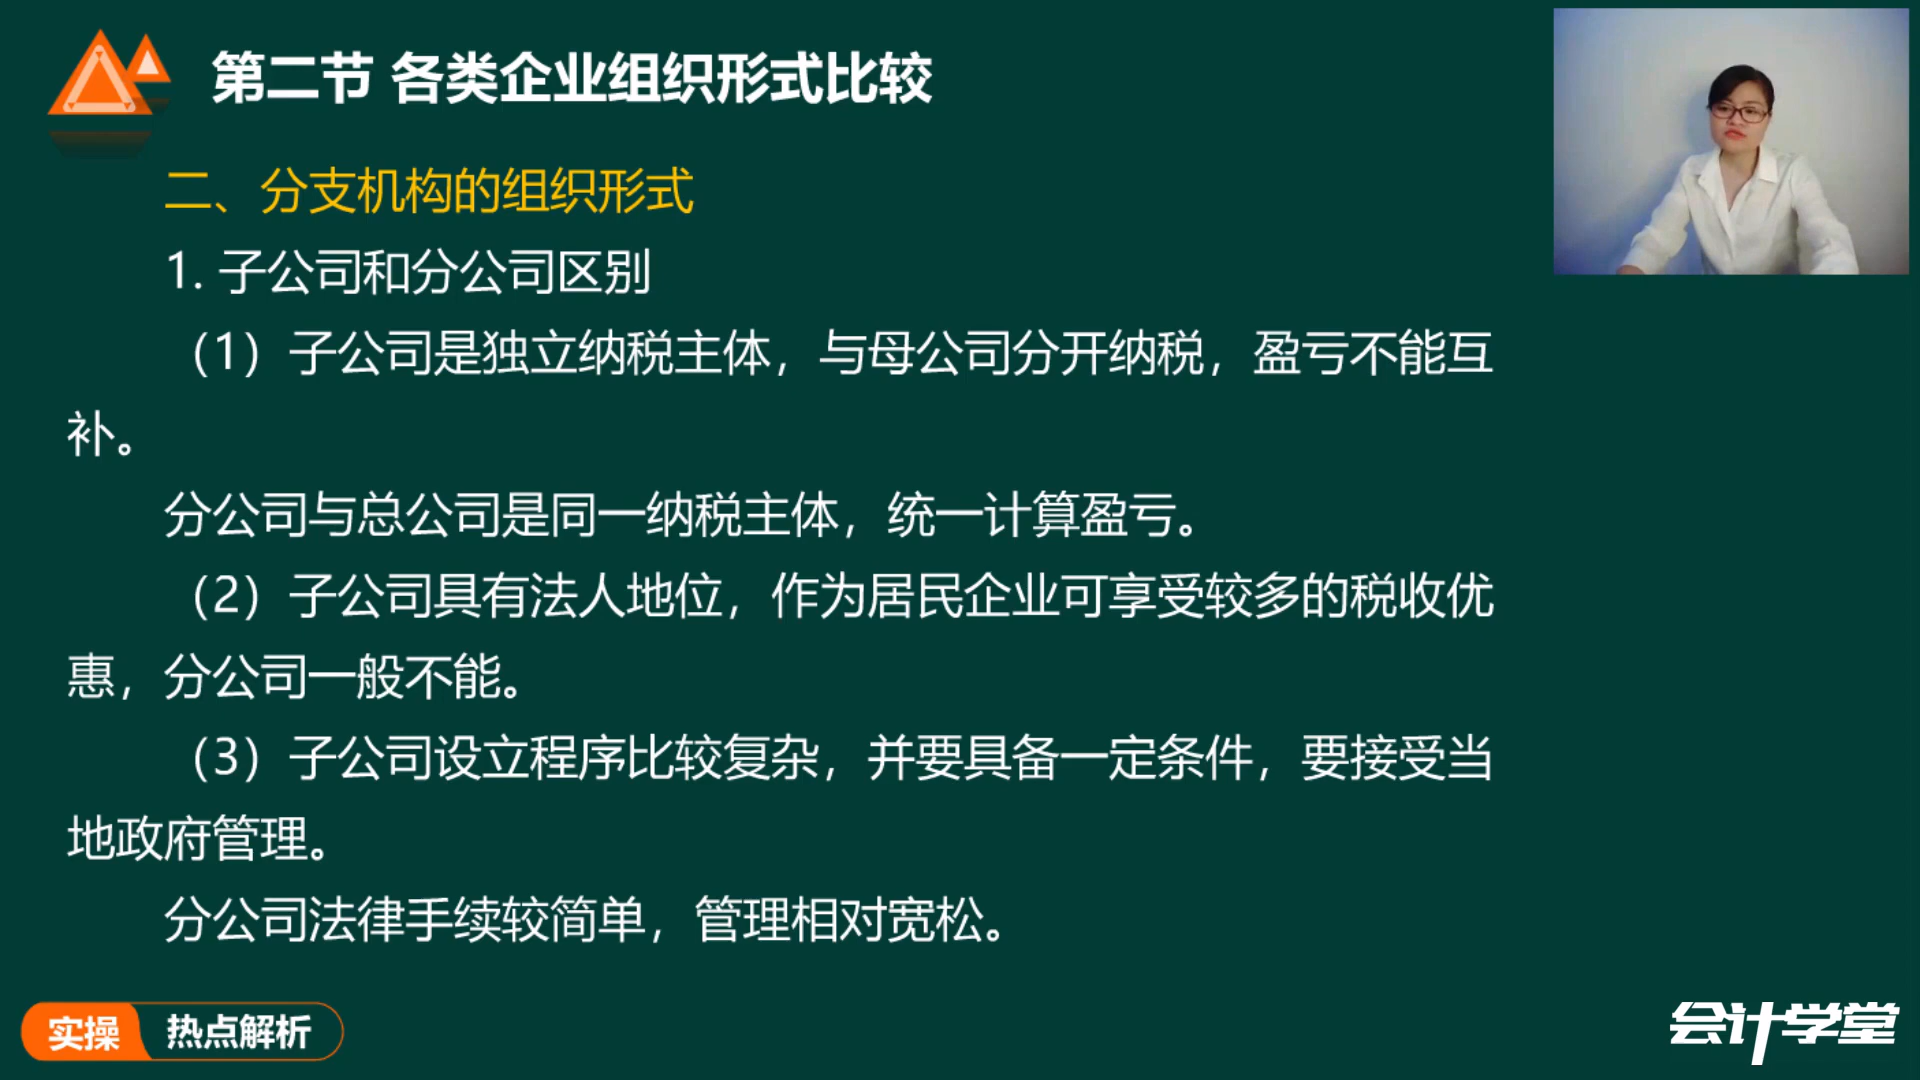 第二节 各类企业组织形式比较
二、分支机构的组织形式
1. 子公司和分公司区别
（1）子公司是独立纳税主体，与母公司分开纳税，盈亏不能互
补。
分公司与总公司是同一纳税主体，统一计算盈亏。
（2）子公司具有法人地位，作为居民企业可享受较多的税收优
惠，分公司一般不能。
（3）子公司设立程序比较复杂，并要具备一定条件，要接受当
地政府管理。
分公司法律手续较简单，管理相对宽松。
实操 热点解析
会计学堂